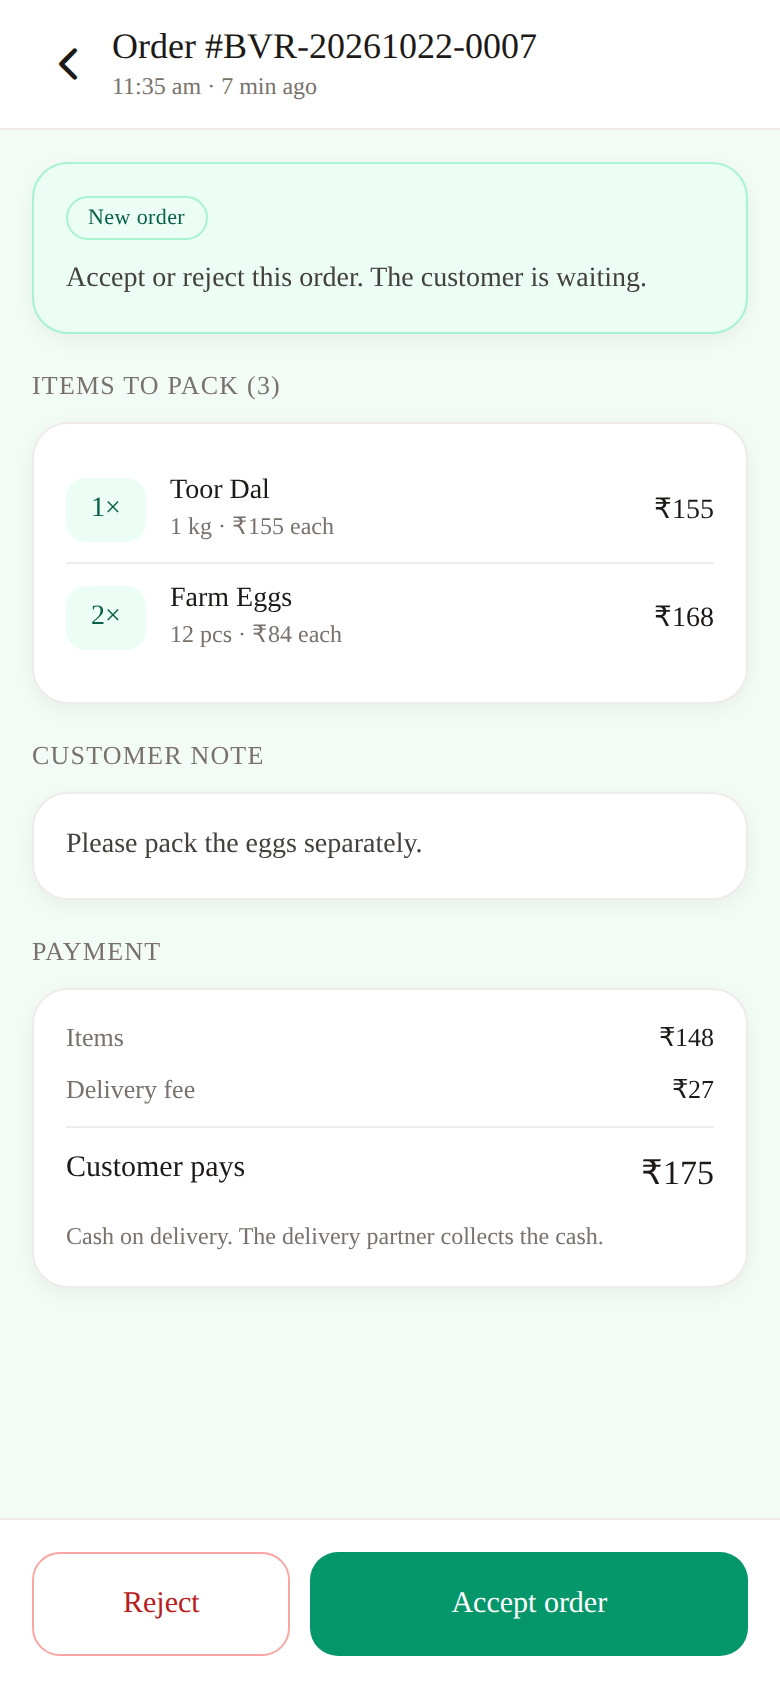 Order #BVR-20261022-0007
11:35 am · 7 min ago
New order
Accept or reject this order. The customer is waiting.
ITEMS TO PACK (3)
1×
Toor Dal
1 kg · ₹155 each
₹155
2×
Farm Eggs
12 pcs · ₹84 each
₹168
CUSTOMER NOTE
Please pack the eggs separately.
PAYMENT
Items ₹148
Delivery fee ₹27
Customer pays ₹175
Cash on delivery. The delivery partner collects the cash.
Reject
Accept order